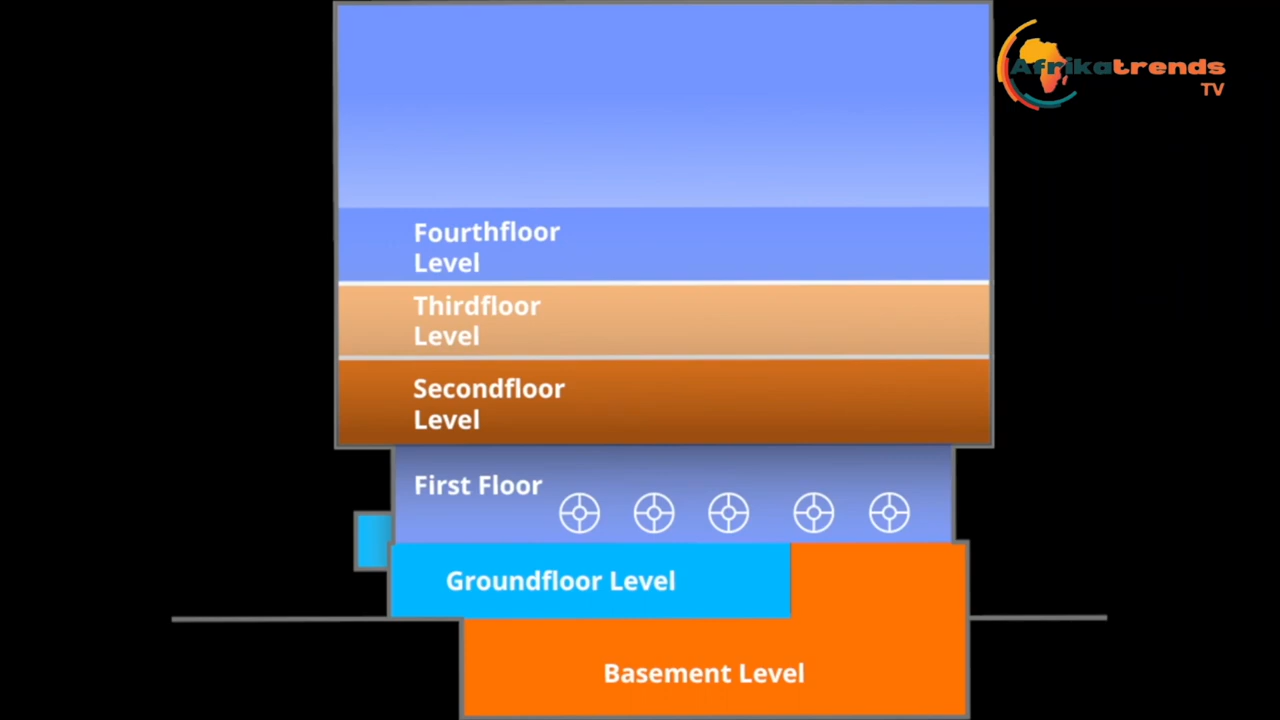 Afrikatrends
TV
Fourthfloor
Level
Thirdfloor
Level
Secondfloor
Level
First Floor
Groundfloor Level
Basement Level